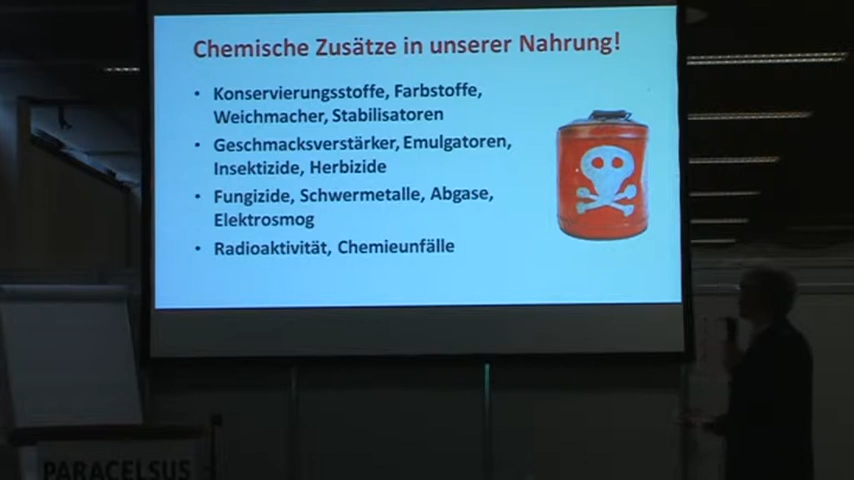 Chemische Zusätze in unserer Nahrung!
• Konservierungsstoffe, Farbstoffe,
Weichmacher, Stabilisatoren
• Geschmacksverstärker, Emulgatoren,
Insektizide, Herbizide
• Fungizide, Schwermetalle, Abgase,
Elektrosmog
• Radioaktivität, Chemieunfälle
PARACELSUS